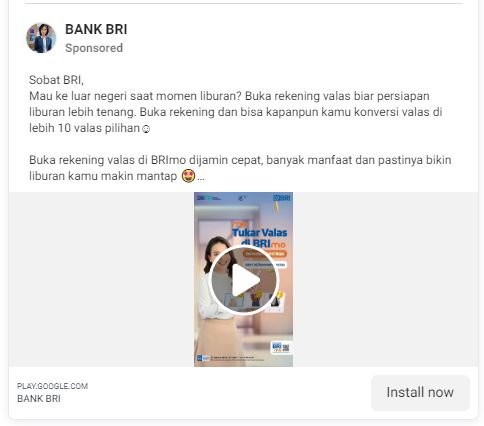 BANK BRI
Sponsored
Sobat BRI,
Mau ke luar negeri saat momen liburan? Buka rekening valas biar persiapan
liburan lebih tenang. Buka rekening dan bisa kapanpun kamu konversi valas di
lebih 10 valas pilihan☺
Buka rekening valas di BRImo dijamin cepat, banyak manfaat dan pastinya bikin
liburan kamu makin mantap 🤩...
Tukar Valas
di BRImo
PLAY.GOOGLE.COM
BANK BRI
Install now